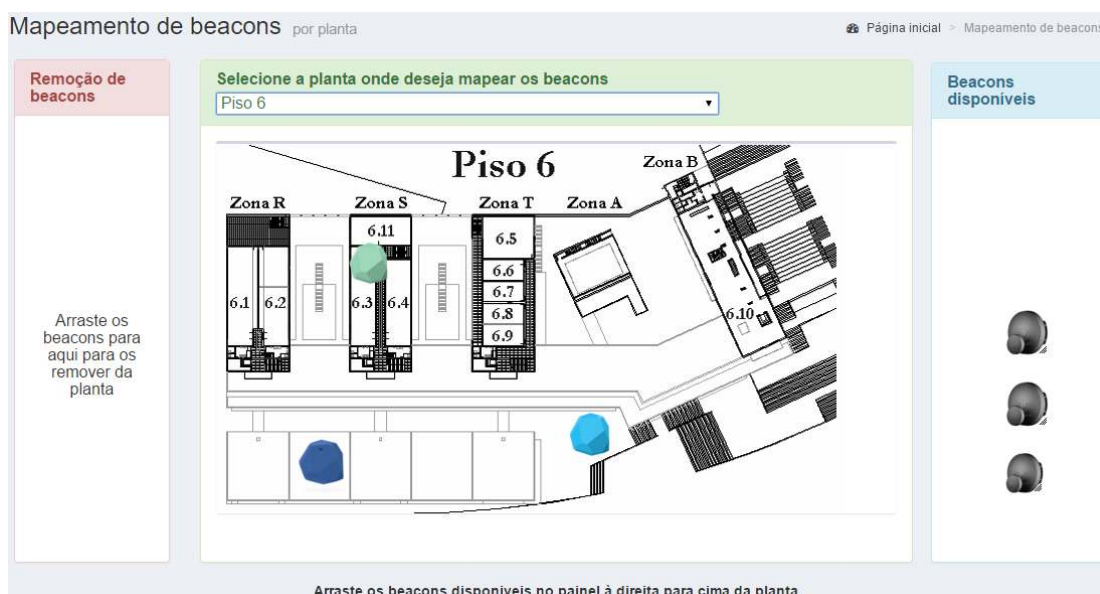 Mapeamento de beacons por planta
Página inicial > Mapeamento de beacons
Remoção de
beacons
Arraste os
beacons para
aqui para os
remover da
planta
Selecione a planta onde deseja mapear os beacons
Piso 6
Piso 6
Zona B
Zona R Zona S Zona T Zona A
6.11
6.5
6.6
6.7
6.1 6.2 6.3 6.4
6.8
6.9
6.10
Beacons
disponíveis
Arraste os beacons disponíveis no painel à direita para cima da planta